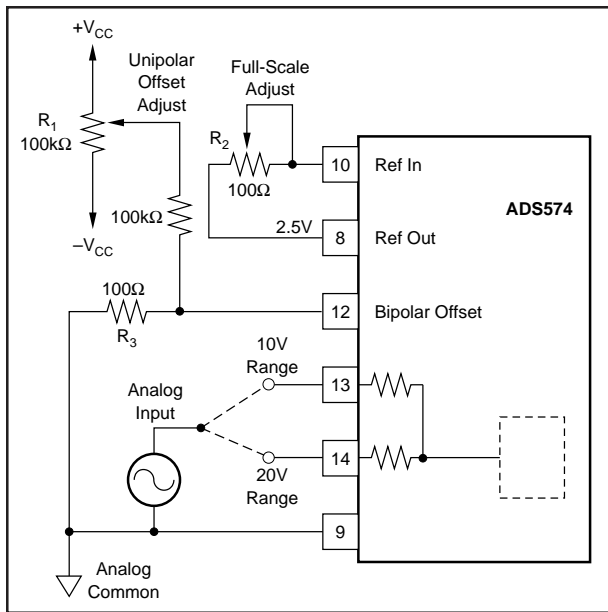 +VCC
Unipolar
Offset
Adjust
Full-Scale
Adjust
R1
100kΩ
R2
100Ω
10
Ref In
ADS574
–VCC
100kΩ
2.5V
8
Ref Out
100Ω
R3
12
Bipolar Offset
10V
Range
13
Analog
Input
14
20V
Range
9
Analog
Common